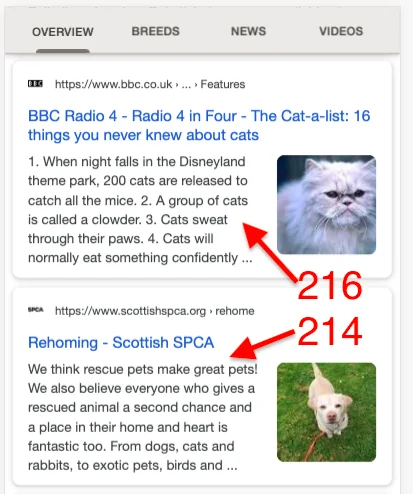 OVERVIEW BREEDS NEWS VIDEOS
BBC https://www.bbc.co.uk › ... › Features
BBC Radio 4 - Radio 4 in Four - The Cat-a-list: 16
things you never knew about cats
1. When night falls in the Disneyland
theme park, 200 cats are released to
catch all the mice. 2. A group of cats
is called a clowder. 3. Cats sweat
through their paws. 4. Cats will
normally eat something confidently ...
216
SPCA https://www.scottishspca.org › rehome
214
Rehoming - Scottish SPCA
We think rescue pets make great pets!
We also believe everyone who gives a
rescued animal a second chance and
a place in their home and heart is
fantastic too. From dogs, cats and
rabbits, to exotic pets, birds and ...